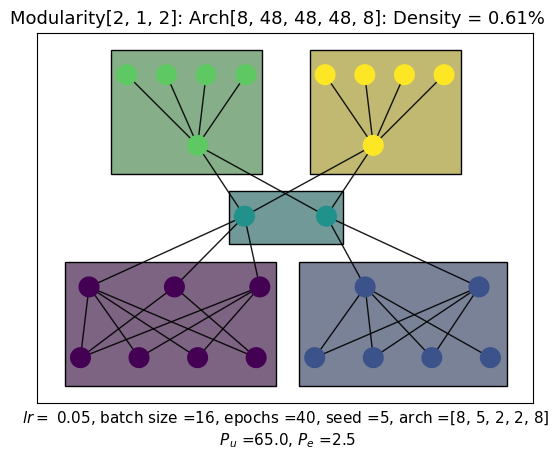 Modularity[2, 1, 2]: Arch[8, 48, 48, 48, 8]: Density = 0.61%
lr = 0.05, batch size =16, epochs =40, seed =5, arch =[8, 5, 2, 2, 8]
P_u =65.0, P_e =2.5